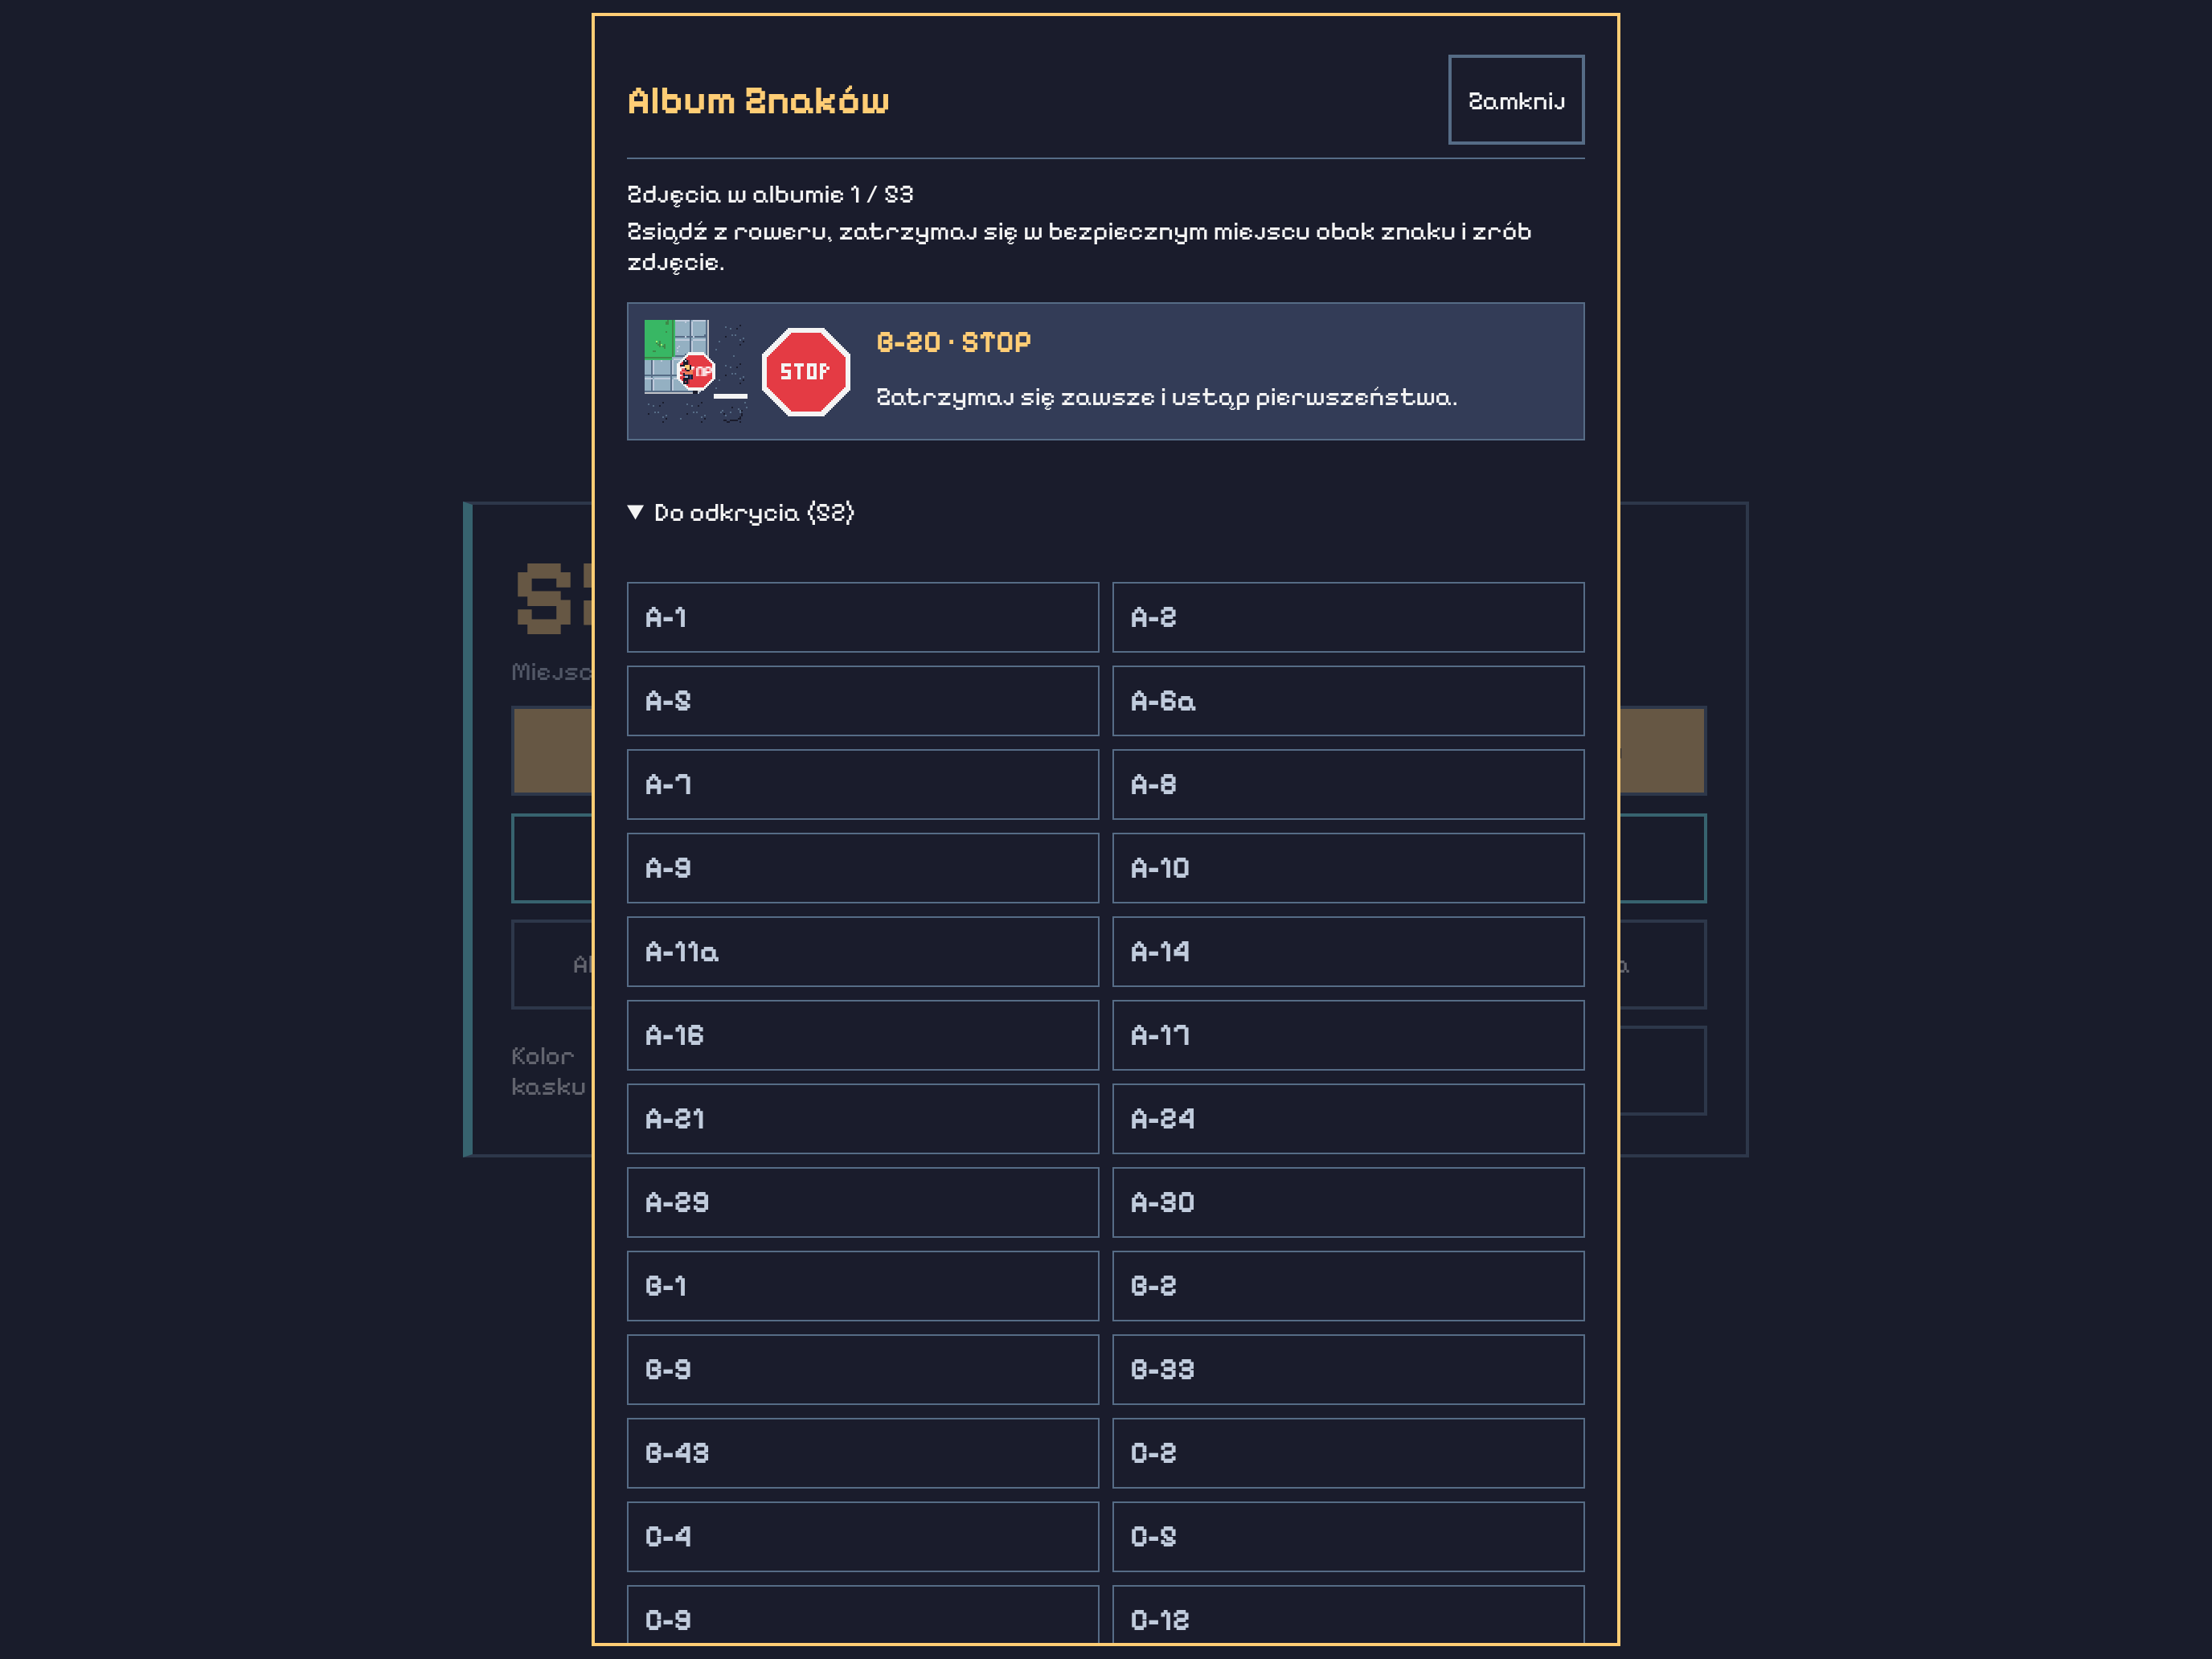 Album Znaków
Zamknij
Zdjęcia w albumie 1 / 53
Zsiądź z roweru, zatrzymaj się w bezpiecznym miejscu obok znaku i zrób
zdjęcie.
STOP
B-20 · STOP
Zatrzymaj się zawsze i ustąp pierwszeństwa.
▼ Do odkrycia (52)
A-1
A-2
A-5
A-6a
A-7
A-8
A-9
A-10
A-11a
A-14
A-16
A-17
A-21
A-24
A-29
A-30
B-1
B-2
B-9
B-33
B-43
C-2
C-4
C-5
C-9
C-12
Miejsc
Kolor
kasku